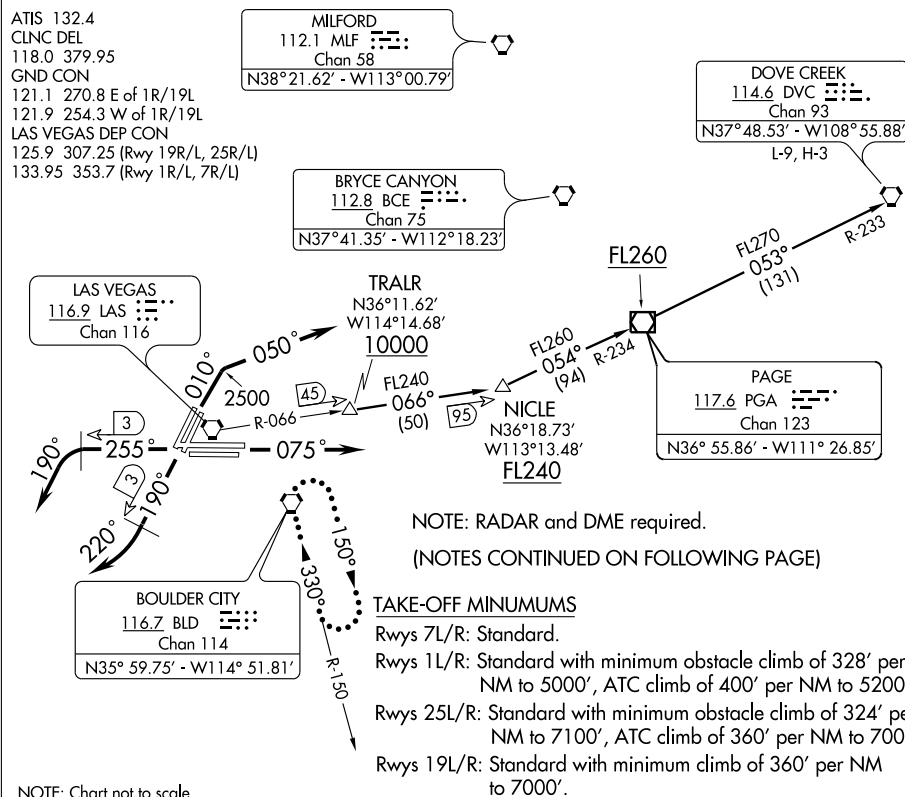 ATIS 132.4
CLNC DEL
118.0 379.95
GND CON
121.1 270.8 E of 1R/19L
121.9 254.3 W of 1R/19L
LAS VEGAS DEP CON
125.9 307.25 (Rwy 19R/L, 25R/L)
133.95 353.7 (Rwy 1R/L, 7R/L)
MILFORD
112.1 MLF
Chan 58
N38°21.62' - W113°00.79'
DOVE CREEK
114.6 DVC
Chan 93
N37°48.53' - W108°55.88'
L-9, H-3
BRYCE CANYON
112.8 BCE
Chan 75
N37°41.35' - W112°18.23'
FL260
FL270
053°
(131)
R-233
LAS VEGAS
116.9 LAS
Chan 116
TRALR
N36°11.62'
W114°14.68'
10000
010°
050°
2500
R-066
45
FL240
066°
(50)
95
NICLE
N36°18.73'
W113°13.48'
FL240
FL260
054°
(94)
R-234
PAGE
117.6 PGA
Chan 123
N36° 55.86' - W111° 26.85'
3
255°
190°
075°
3
190°
220°
BOULDER CITY
116.7 BLD
Chan 114
N35° 59.75' - W114° 51.81'
150°
330°
R-150
NOTE: RADAR and DME required.
(NOTES CONTINUED ON FOLLOWING PAGE)
TAKE-OFF MINUMUMS
Rwys 7L/R: Standard.
Rwys 1L/R: Standard with minimum obstacle climb of 328' per
NM to 5000', ATC climb of 400' per NM to 5200
Rwys 25L/R: Standard with minimum obstacle climb of 324' pe
NM to 7100', ATC climb of 360' per NM to 700
Rwys 19L/R: Standard with minimum climb of 360' per NM
to 7000'.
NOTE: Chart not to scale